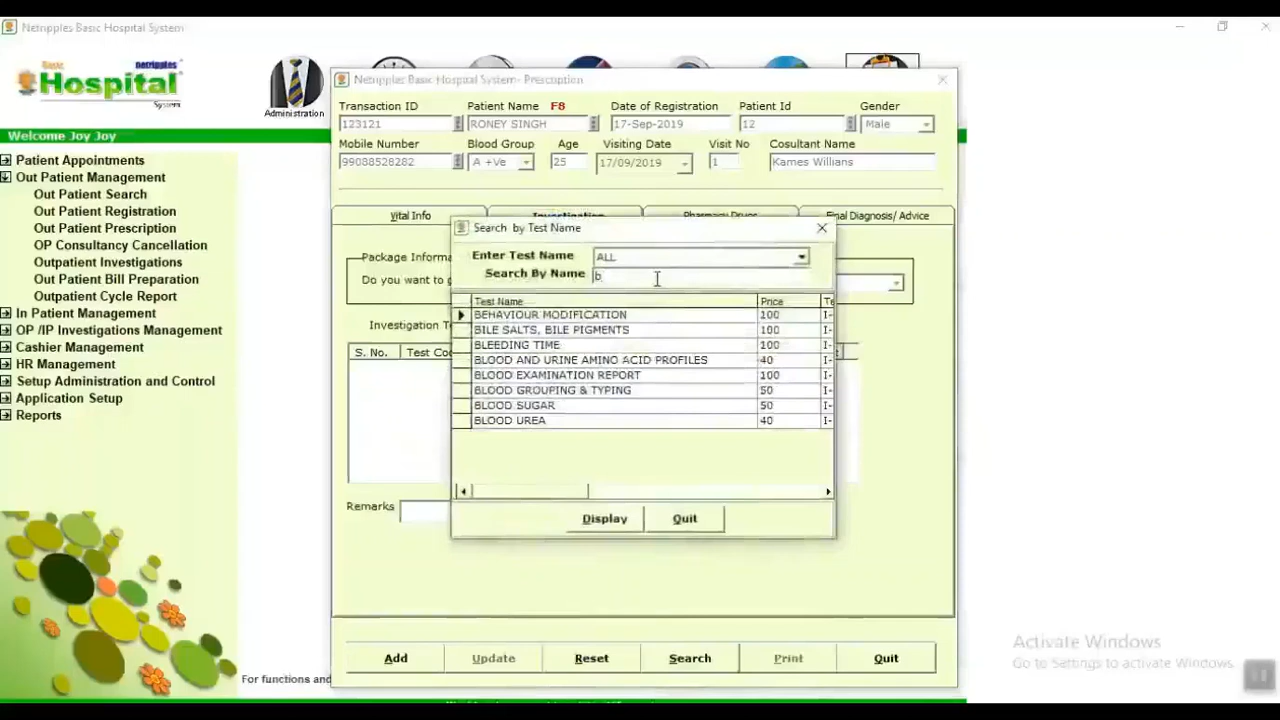 Netripples Basic Hospital System
Basic netripples
Hospital
System
Administration
Welcome Joy Joy
Patient Appointments
Out Patient Management
Out Patient Search
Out Patient Registration
Out Patient Prescription
OP Consultancy Cancellation
Outpatient Investigations
Out Patient Bill Preparation
Outpatient Cycle Report
In Patient Management
OP /IP Investigations Management
Cashier Management
HR Management
Setup Administration and Control
Application Setup
Reports
For functions and
Netripples Basic Hospital System- Prescription
Transaction ID Patient Name F8 Date of Registration Patient Id Gender
123121 RONEY SINGH 17-Sep-2019 12 Male
Mobile Number Blood Group Age Visiting Date Visit No Cosultant Name
99088528282 A +Ve 25 17/09/2019 1 Kames Willians
Vital Info Investigation Pharmacy Drugs Final Diagnosis/ Advice
Package Informa
Do you want to
Investigation T
S. No. Test Co
Remarks
Search by Test Name
Enter Test Name ALL
Search By Name b
Test Name Price Te
BEHAVIOUR MODIFICATION 100 I-
BILE SALTS, BILE PIGMENTS 100 I-
BLEEDING TIME 100 I-
BLOOD AND URINE AMINO ACID PROFILES 40 I-
BLOOD EXAMINATION REPORT 100 I-
BLOOD GROUPING & TYPING 50 I-
BLOOD SUGAR 50 I-
BLOOD UREA 40 I-
Display Quit
Add Update Reset Search Print Quit
Activate Windows
Go to Settings to activate Windows.